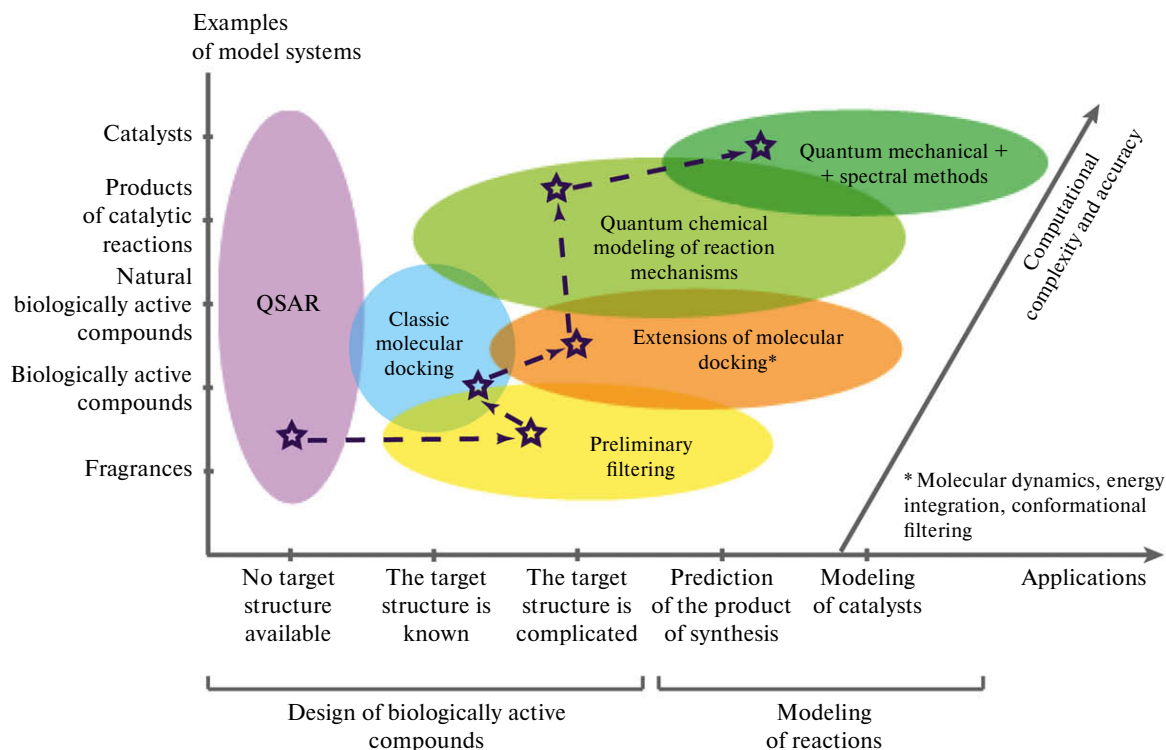 Examples
of model systems
Catalysts
Products
of catalytic
reactions
Natural
biologically active
compounds
Biologically active
compounds
Fragrances
QSAR
Classic
molecular
docking
Quantum mechanical +
+ spectral methods
Quantum chemical
modeling of reaction
mechanisms
Extensions of molecular
docking*
Preliminary
filtering
Computational
complexity and accuracy
* Molecular dynamics, energy
integration, conformational
filtering
No target
structure
available
The target
structure is
known
The target
structure is
complicated
Prediction
of the product
of synthesis
Modeling
of catalysts
Applications
Design of biologically active
compounds
Modeling
of reactions